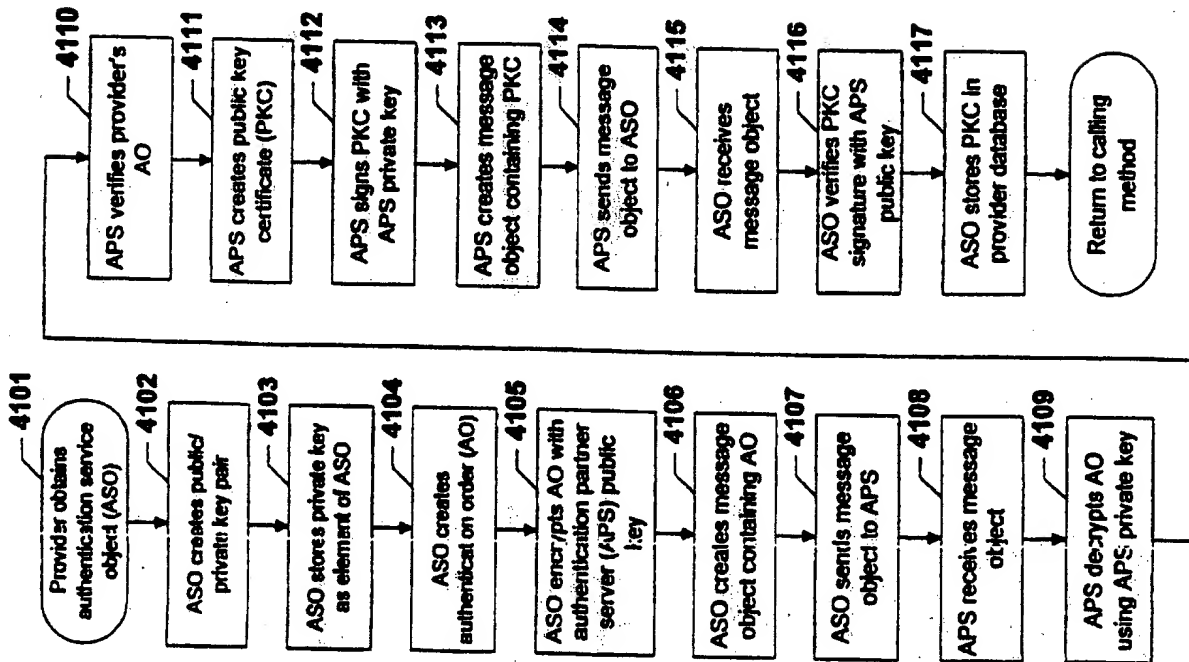 4101
Provider obtains
authentication service
object (ASO)
4102
ASO creates public/
private key pair
4103
ASO stores private key
as element of ASO
4104
ASO creates
authentication order (AO)
4105
ASO encrypts AO with
authentication partner
server (APS) public
key
4106
ASO creates message
object containing AO
4107
ASO sends message
object to APS
4108
APS receives message
object
4109
APS decrypts AO
using APS private key
4110
APS verifies provider's
AO
4111
APS creates public key
certificate (PKC)
4112
APS signs PKC with
APS private key
4113
APS creates message
object containing PKC
4114
APS sends message
object to ASO
4115
ASO receives
message object
4116
ASO verifies PKC
signature with APS
public key
4117
ASO stores PKC in
provider database
Return to calling
method